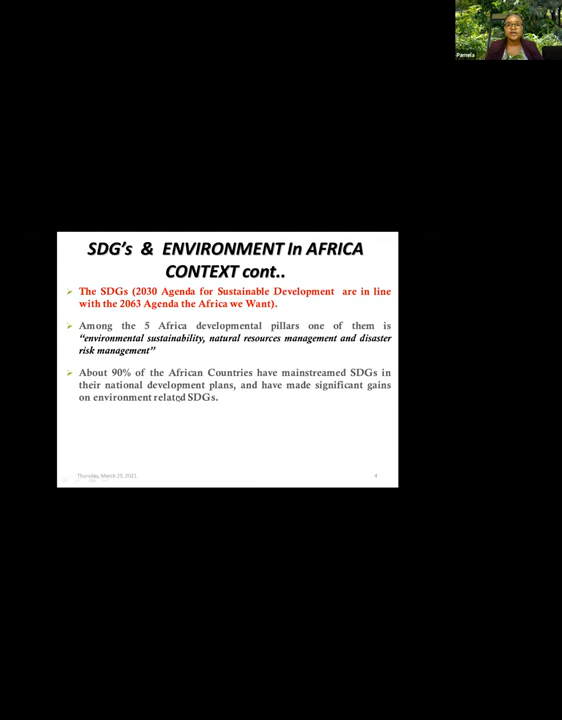 Pamela
SDG's & ENVIRONMENT In AFRICA
CONTEXT cont..
The SDGs (2030 Agenda for Sustainable Development are in line
with the 2063 Agenda the Africa we Want).
Among the 5 Africa developmental pillars one of them is
“environmental sustainability, natural resources management and disaster
risk management”
About 90% of the African Countries have mainstreamed SDGs in
their national development plans, and have made significant gains
on environment related SDGs.
Thursday, March 25, 2021
4